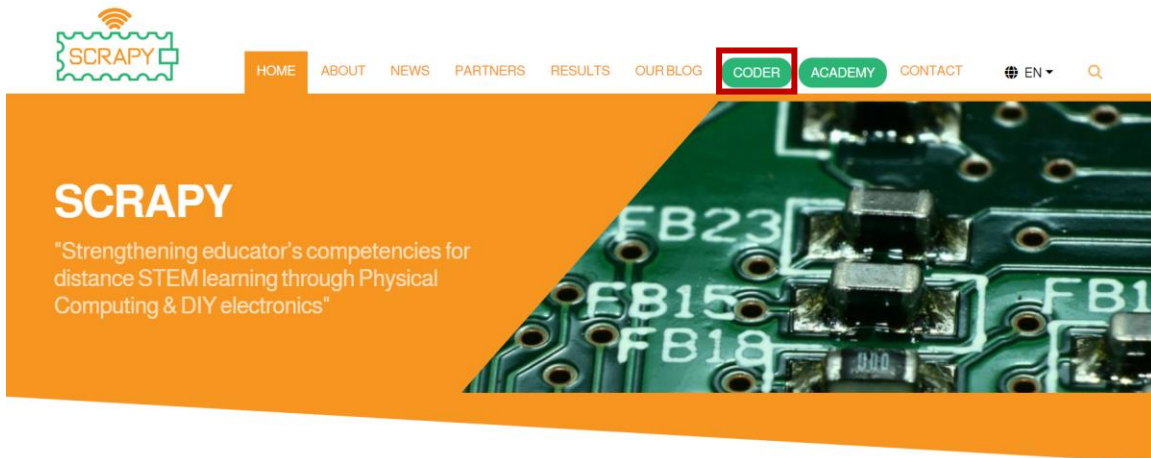 SCRAPY
HOME ABOUT NEWS PARTNERS RESULTS OUR BLOG CODER ACADEMY CONTACT EN
SCRAPY
"Strengthening educator's competencies for
distance STEM learning through Physical
Computing & DIY electronics"
FB23
FB15
FB18
FB1
000